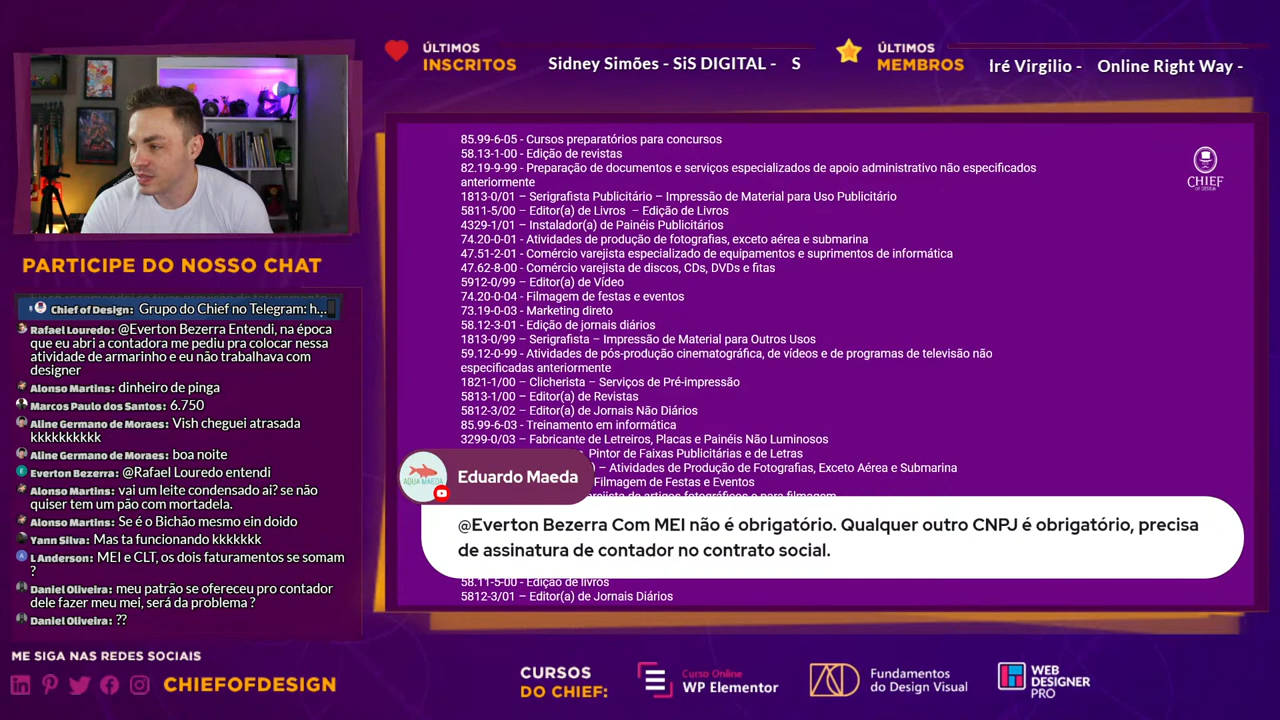 ÚLTIMOS
INSCRITOS
Sidney Simões - SiS DIGITAL - S
ÚLTIMOS
MEMBROS
Iré Virgilio - Online Right Way -
85.99-6-05 - Cursos preparatórios para concursos
58.13-1-00 - Edição de revistas
82.19-9-99 - Preparação de documentos e serviços especializados de apoio administrativo não especificados
anteriormente
1813-0/01 – Serigrafista Publicitário – Impressão de Material para Uso Publicitário
5811-5/00 – Editor(a) de Livros – Edição de Livros
4329-1/01 – Instalador(a) de Painéis Publicitários
74.20-0-01 - Atividades de produção de fotografias, exceto aérea e submarina
47.51-2-01 - Comércio varejista especializado de equipamentos e suprimentos de informática
47.62-8-00 - Comércio varejista de discos, CDs, DVDs e fitas
5912-0/99 – Editor(a) de Vídeo
74.20-0-04 - Filmagem de festas e eventos
73.19-0-03 - Marketing direto
58.12-3-01 - Edição de jornais diários
1813-0/99 – Serigrafista – Impressão de Material para Outros Usos
59.12-0-99 - Atividades de pós-produção cinematográfica, de vídeos e de programas de televisão não
especificadas anteriormente
1821-1/00 – Clicherista – Serviços de Pré-impressão
5813-1/00 – Editor(a) de Revistas
5812-3/02 – Editor(a) de Jornais Não Diários
85.99-6-03 - Treinamento em informática
3299-0/03 – Fabricante de Letreiros, Placas e Painéis Não Luminosos
Pintor de Faixas Publicitárias e de Letras
) – Atividades de Produção de Fotografias, Exceto Aérea e Submarina
Filmagem de Festas e Eventos
varejista de artigos fotográficos e para filmagem
58.11-5-00 - Edição de livros
5812-3/01 – Editor(a) de Jornais Diários
CHIEF
OF DESIGN
AQUA MAEDA
Eduardo Maeda
@Everton Bezerra Com MEI não é obrigatório. Qualquer outro CNPJ é obrigatório, precisa
de assinatura de contador no contrato social.
PARTICIPE DO NOSSO CHAT
Chief of Design: Grupo do Chief no Telegram: h...
Rafael Louredo: @Everton Bezerra Entendi, na época
que eu abri a contadora me pediu pra colocar nessa
atividade de armarinho e eu não trabalhava com
designer
Alonso Martins: dinheiro de pinga
Marcos Paulo dos Santos: 6.750
Aline Germano de Moraes: Vish cheguei atrasada
kkkkkkkkkk
Aline Germano de Moraes: boa noite
Everton Bezerra: @Rafael Louredo entendi
Alonso Martins: vai um leite condensado ai? se não
quiser tem um pão com mortadela.
Alonso Martins: Se é o Bichão mesmo ein doido
Yann Silva: Mas ta funcionando kkkkkkk
L Anderson: MEI e CLT, os dois faturamentos se somam
?
Daniel Oliveira: meu patrão se ofereceu pro contador
dele fazer meu mei, será da problema ?
Daniel Oliveira: ??
ME SIGA NAS REDES SOCIAIS
CHIEFOFDESIGN
CURSOS
DO CHIEF:
Curso Online
WP Elementor
Fundamentos
do Design Visual
WEB
DESIGNER
PRO